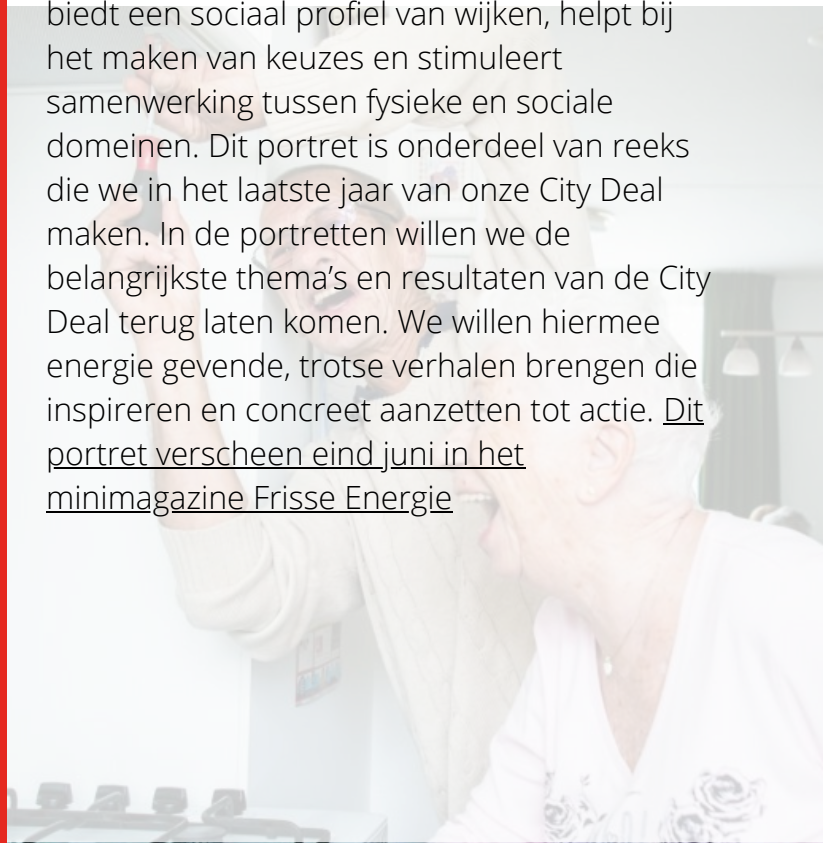 biedt een sociaal profiel van wijken, helpt bij
het maken van keuzes en stimuleert
samenwerking tussen fysieke en sociale
domeinen. Dit portret is onderdeel van reeks
die we in het laatste jaar van onze City Deal
maken. In de portretten willen we de
belangrijkste thema's en resultaten van de City
Deal terug laten komen. We willen hiermee
energie gevende, trotse verhalen brengen die
inspireren en concreet aanzetten tot actie. Dit
portret verscheen eind juni in het
minimagazine Frisse Energie